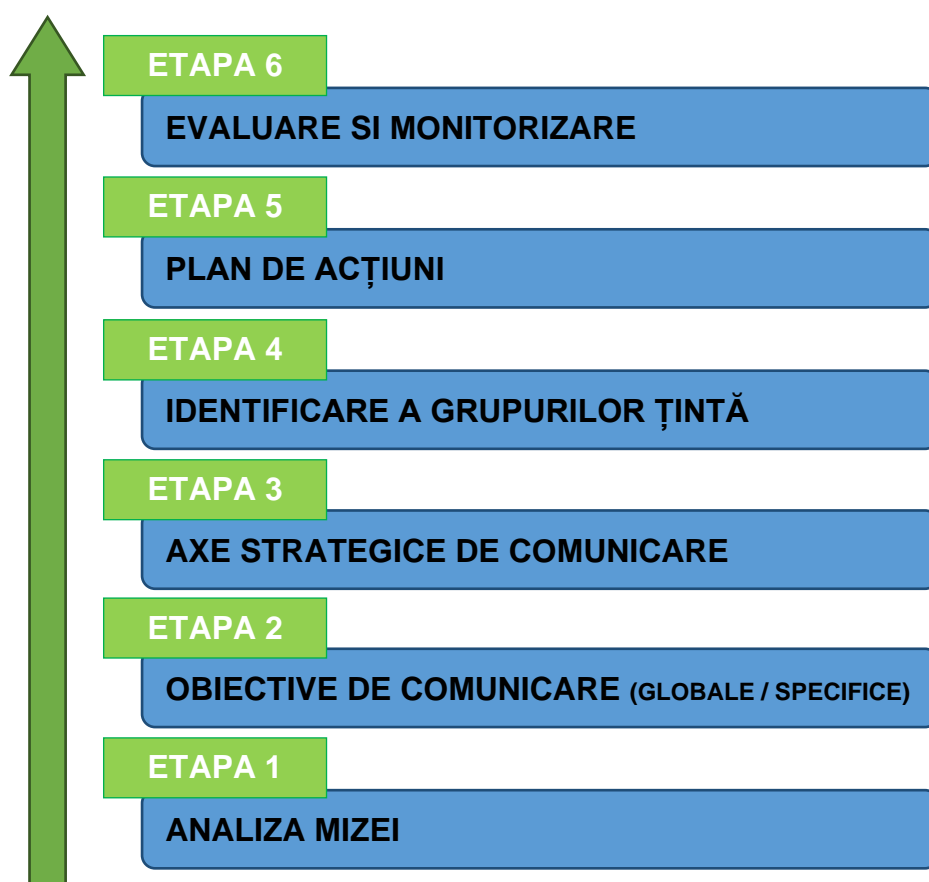 ETAPA 6
EVALUARE SI MONITORIZARE
ETAPA 5
PLAN DE ACȚIUNI
ETAPA 4
IDENTIFICARE A GRUPURILOR ȚINTĂ
ETAPA 3
AXE STRATEGICE DE COMUNICARE
ETAPA 2
OBIECTIVE DE COMUNICARE (GLOBALE / SPECIFICE)
ETAPA 1
ANALIZA MIZEI